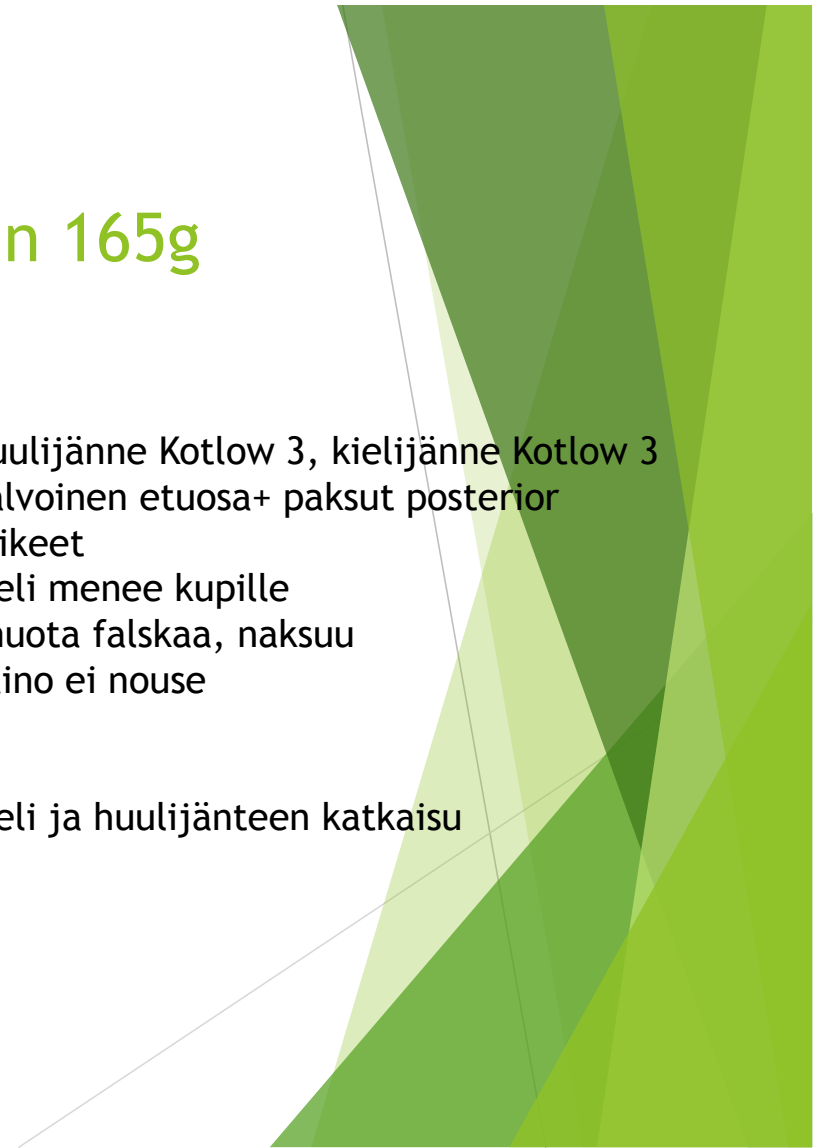 n 165g
uulijänne Kotlow 3, kielijänne Kotlow 3
alvoinen etuosa+ paksut posterior
ikeet
eli menee kupille
nuota falskaa, naksuu
ino ei nouse
eli ja huulijänteen katkaisu